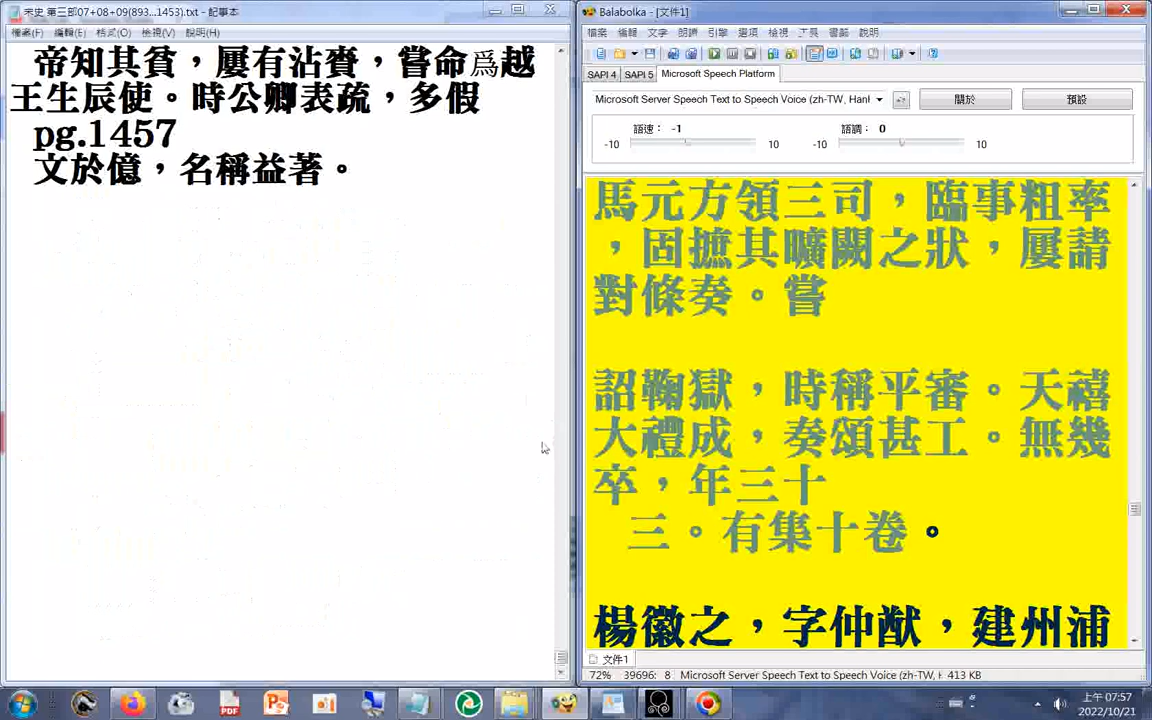 宋史 第三部07+08+09(893...1453).txt - 記事本
檔案(F) 編輯(E) 格式(O) 檢視(V) 說明(H)
帝知其貧，屢有沾賚，嘗命爲越
王生辰使。時公卿表疏，多假
pg.1457
文於億，名稱益著。
Balabolka - [文件1]
檔案 編輯 文字 朗讀 引擎 選項 檢視 工具 書籤 說明
SAPI 4 SAPI 5 Microsoft Speech Platform
Microsoft Server Speech Text to Speech Voice (zh-TW, Hanl
關於 預設
語速： -1 語調： 0
-10 10 -10 10
馬元方領三司，臨事粗率
，固摭其曠闕之狀，屢請
對條奏。嘗
詔鞠獄，時稱平審。天禧
大禮成，奏頌甚工。無幾
卒，年三十
三。有集十卷。
楊徽之，字仲猷，建州浦
文件1
72% 39696: 8 Microsoft Server Speech Text to Speech Voice (zh-TW, H 413 KB
上午 07:57
2022/10/21